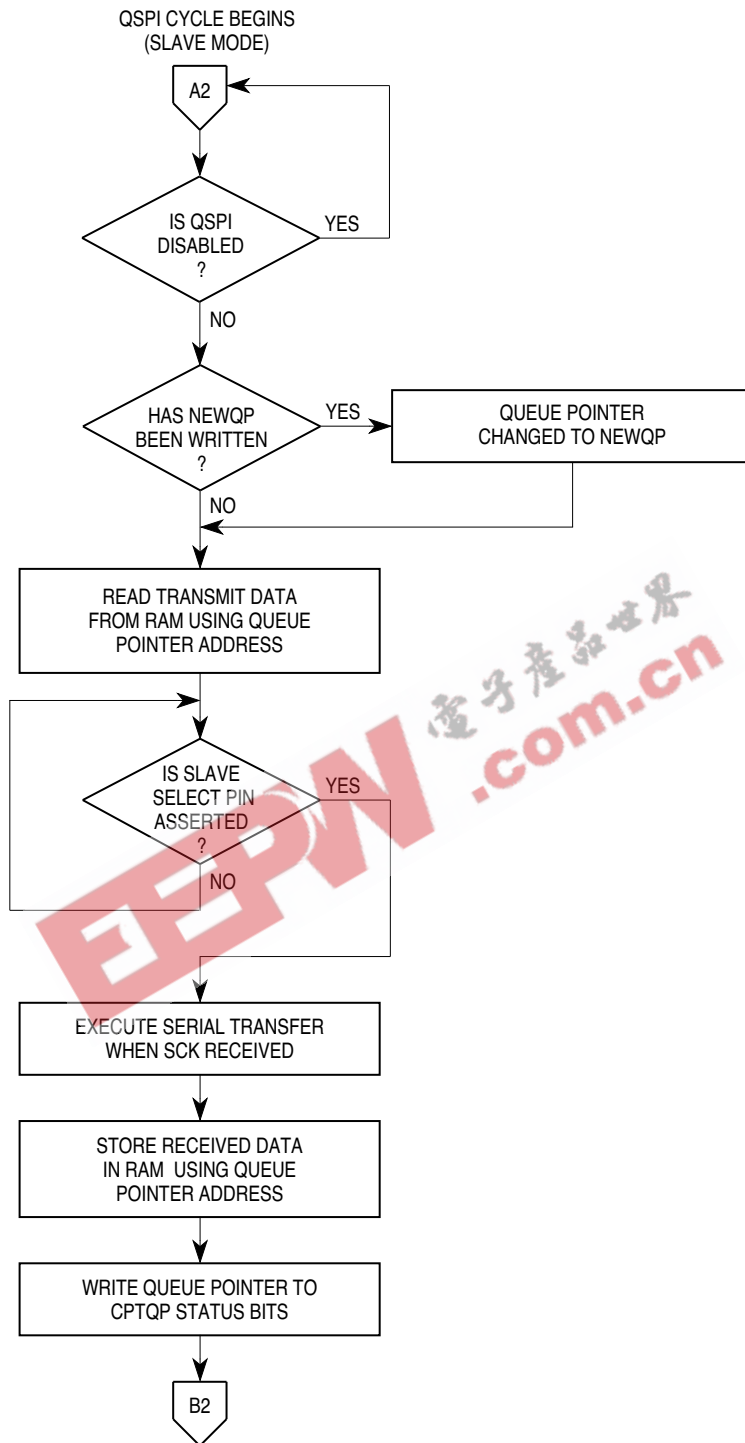 QSPI CYCLE BEGINS
(SLAVE MODE)
A2
IS QSPI
DISABLED
?
YES
NO
HAS NEWQP
BEEN WRITTEN
?
YES
QUEUE POINTER
CHANGED TO NEWQP
NO
READ TRANSMIT DATA
FROM RAM USING QUEUE
POINTER ADDRESS
IS SLAVE
SELECT PIN
ASSERTED
?
YES
NO
EXECUTE SERIAL TRANSFER
WHEN SCK RECEIVED
STORE RECEIVED DATA
IN RAM USING QUEUE
POINTER ADDRESS
WRITE QUEUE POINTER TO
CPTQP STATUS BITS
B2
EEPW
電子產品世界
.com.cn